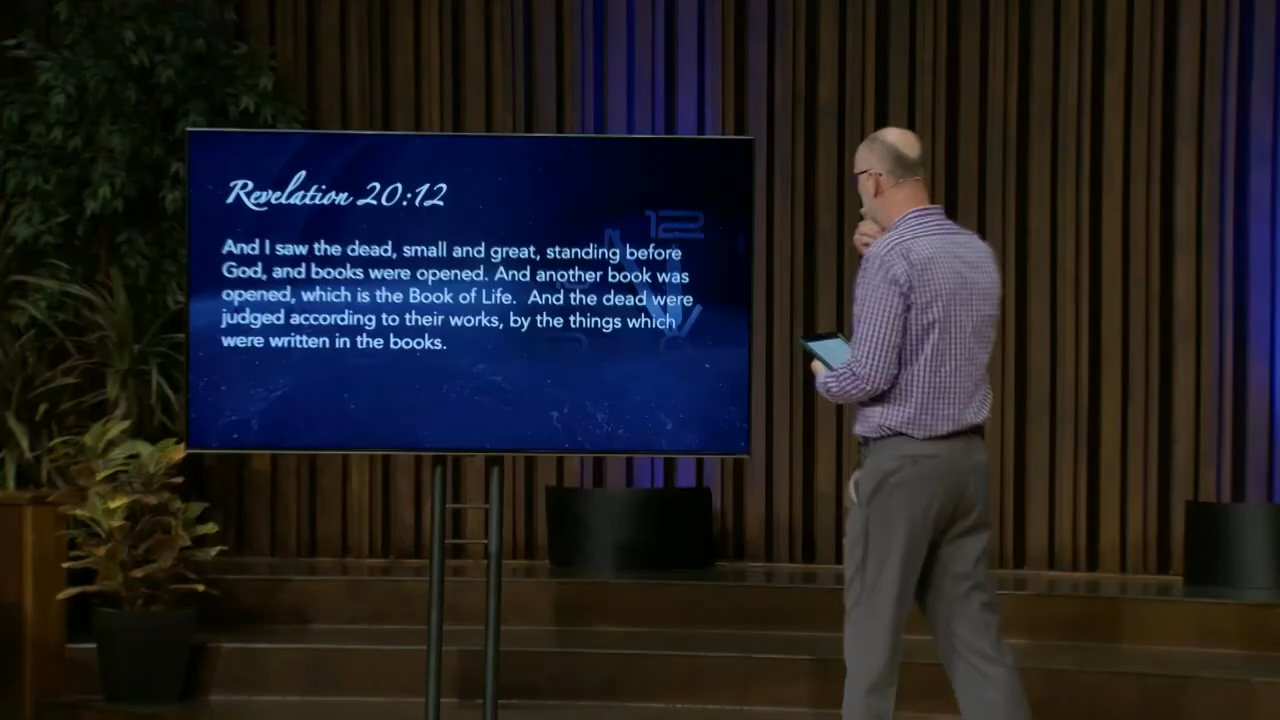 Revelation 20:12
12
And I saw the dead, small and great, standing before
God, and books were opened. And another book was
opened, which is the Book of Life.  And the dead were
judged according to their works, by the things which
were written in the books.